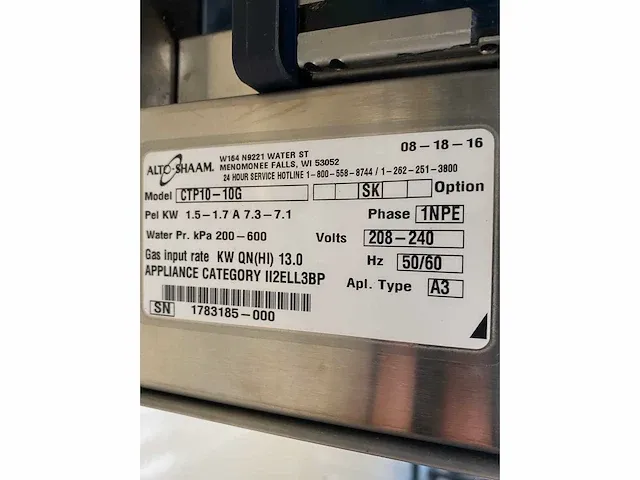 08-18-16
ALTO-SHAAM.
W164 N9221 WATER ST
MENOMONEE FALLS, WI 53052
24 HOUR SERVICE HOTLINE 1-800-558-8744 / 1-262-251-3800
Model CTP10-10G SK Option
Pel KW 1.5-1.7 A 7.3-7.1 Phase 1NPE
Water Pr. kPa 200-600 Volts 208-240
Gas input rate KW QN(HI) 13.0 Hz 50/60
APPLIANCE CATEGORY II2ELL3BP Apl. Type A3
SN 1783185-000